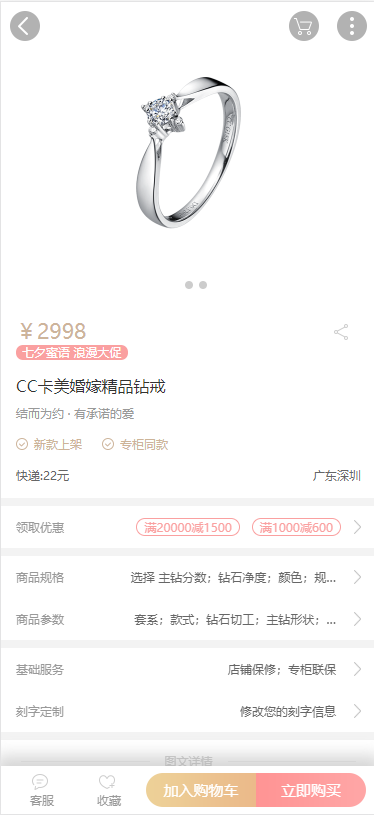 ￥2998
七夕蜜语 浪漫大促
CC卡美婚嫁精品钻戒
结而为约 · 有承诺的爱
新款上架 专柜同款
快递:22元 广东深圳
领取优惠 满20000减1500 满1000减600
商品规格 选择 主钻分数；钻石净度；颜色；规...
商品参数 套系；款式；钻石切工；主钻形状；...
基础服务 店铺保修；专柜联保
刻字定制 修改您的刻字信息
图文详情
客服 收藏 加入购物车 立即购买